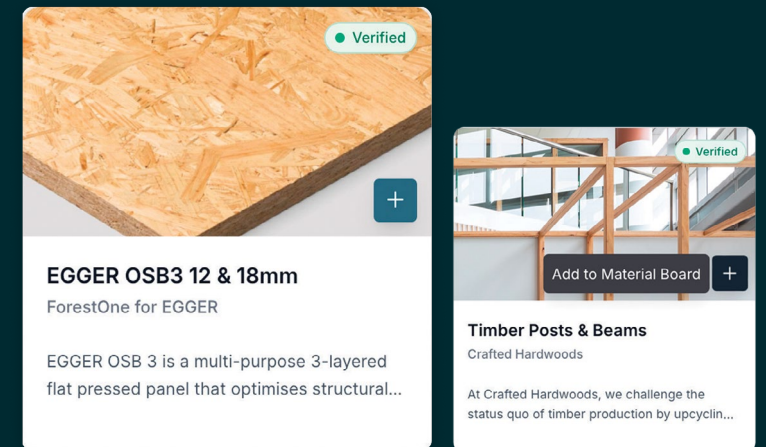 Verified
EGGER OSB3 12 & 18mm
ForestOne for EGGER
EGGER OSB 3 is a multi-purpose 3-layered
flat pressed panel that optimises structural...
Verified
Add to Material Board
Timber Posts & Beams
Crafted Hardwoods
At Crafted Hardwoods, we challenge the
status quo of timber production by upcyclin...